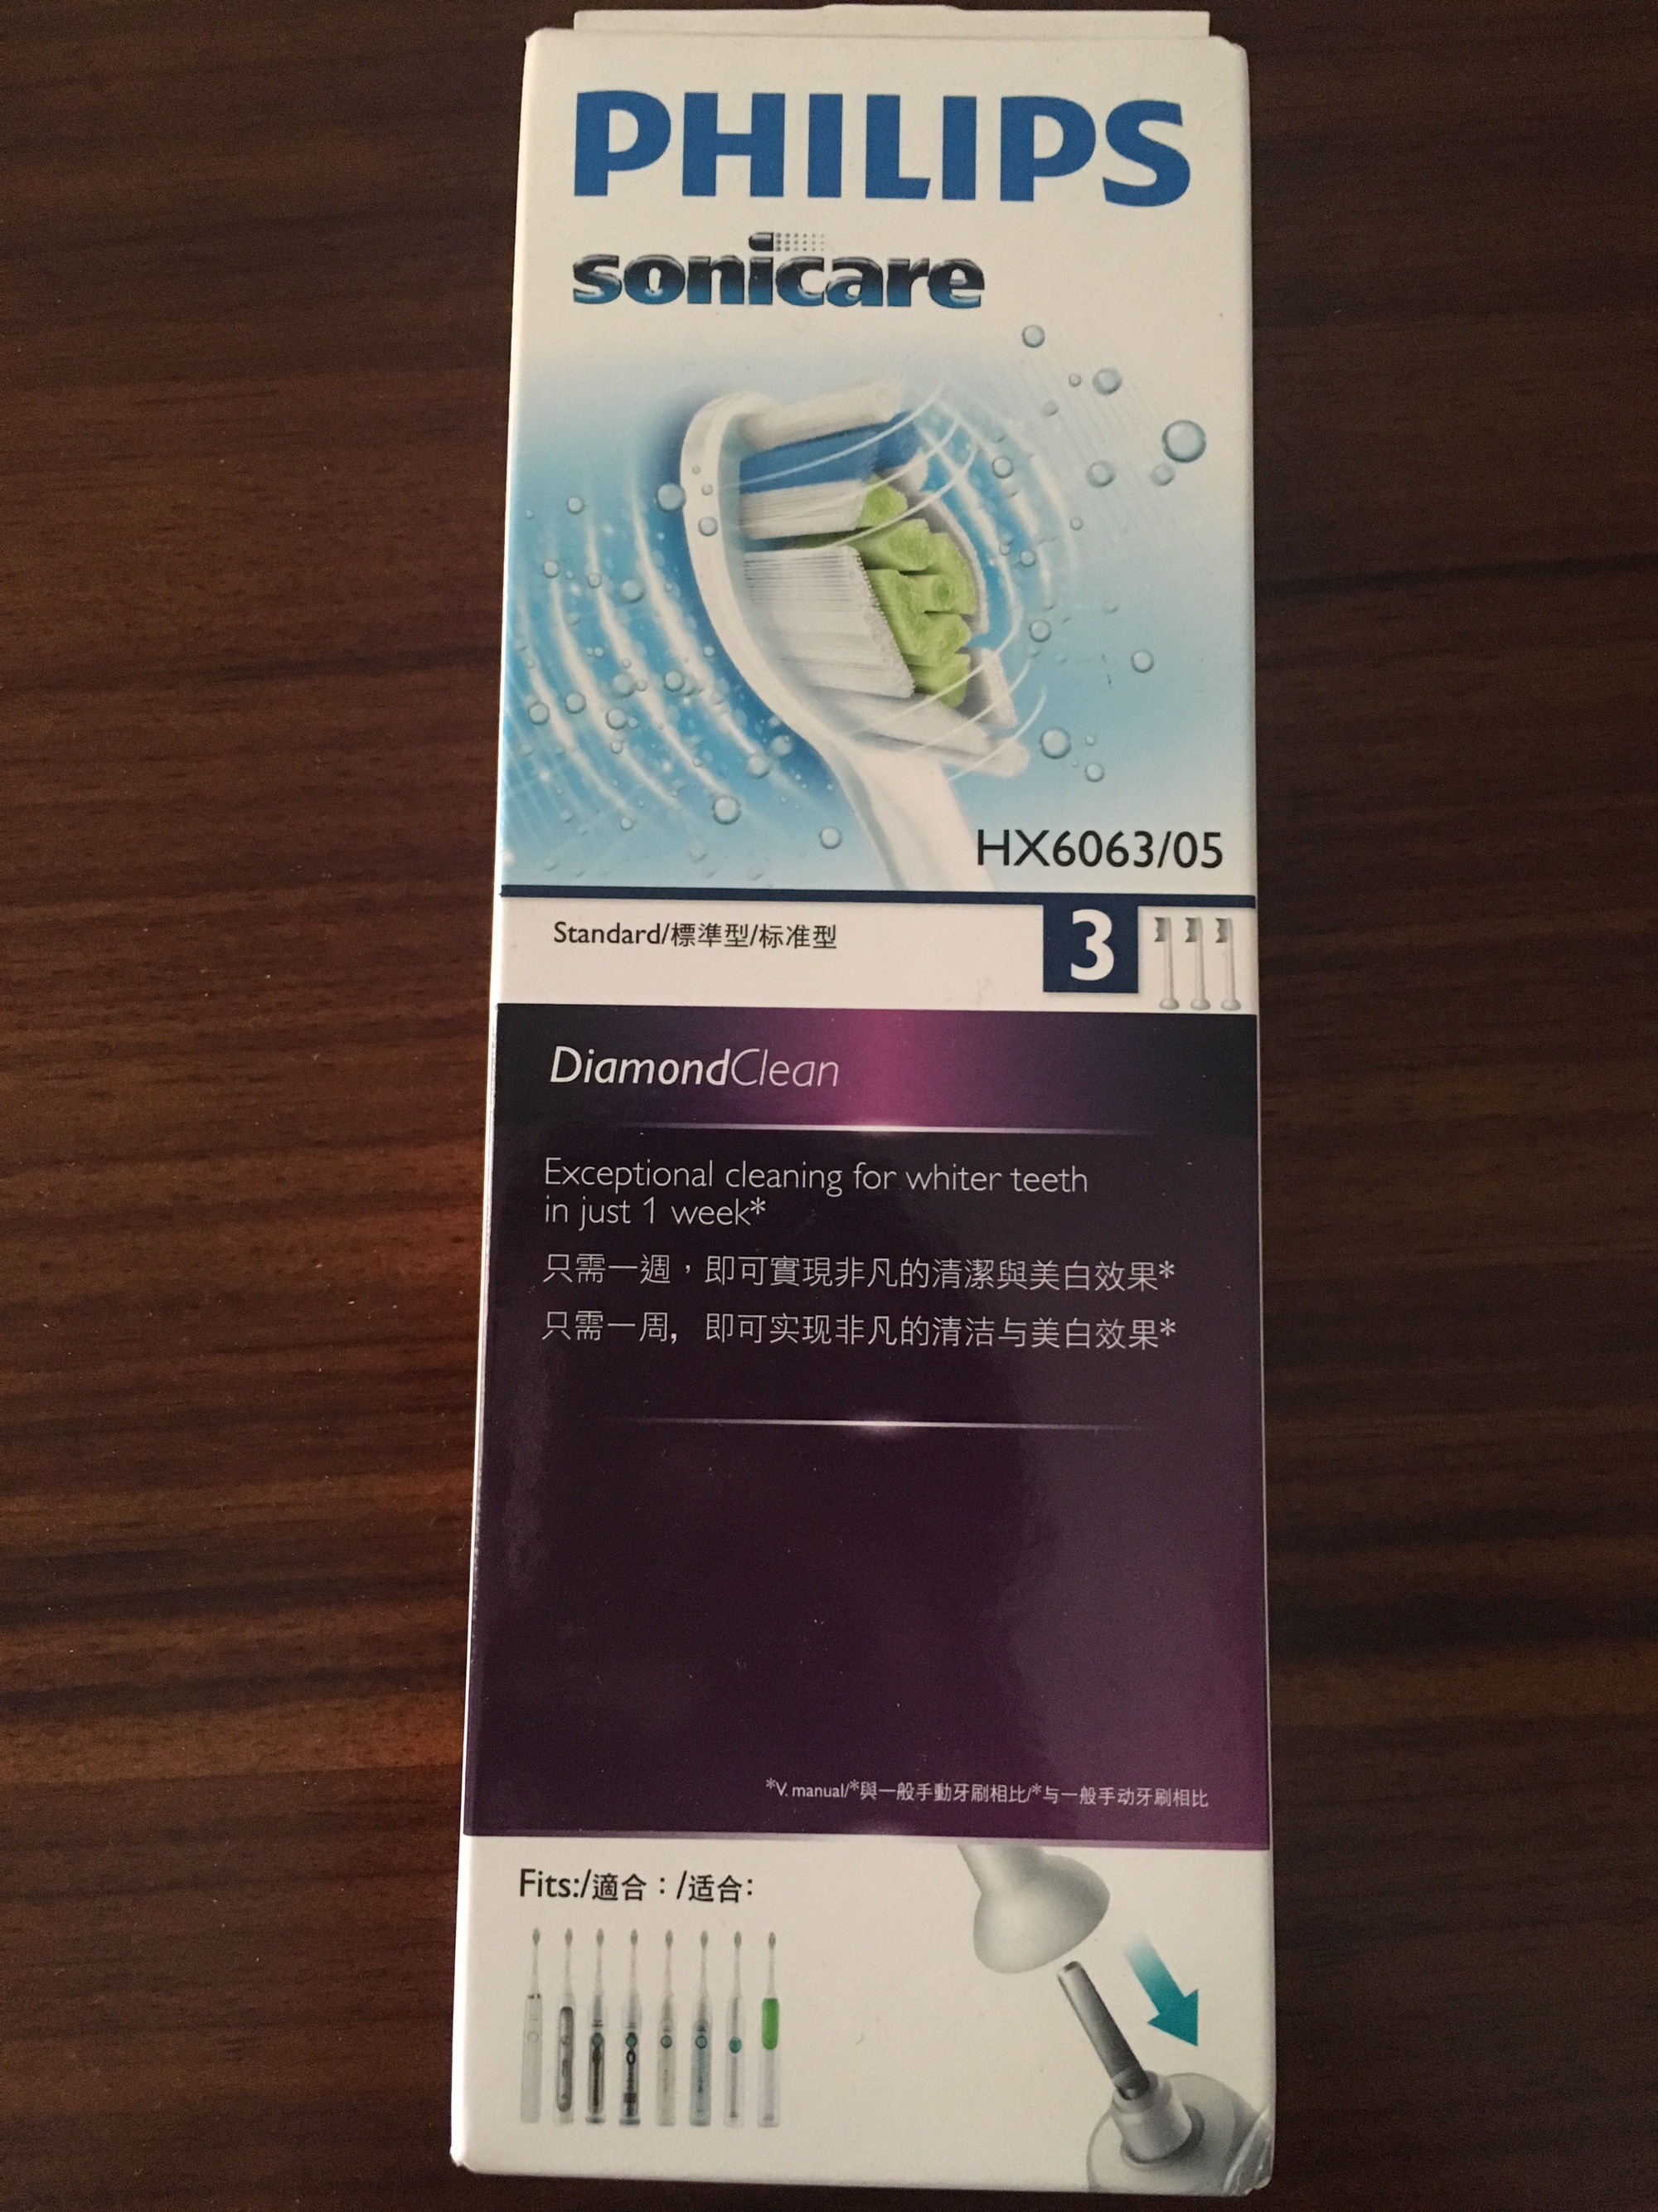 PHILIPS
sonicare
HX6063/05
Standard/標準型/标准型
3
DiamondClean
Exceptional cleaning for whiter teeth
in just 1 week*
只需一週，即可實現非凡的清潔與美白效果*
只需一周，即可实现非凡的清洁与美白效果*
*V. manual/*與一般手動牙刷相比/*与一般手动牙刷相比
Fits:/適合：/适合: